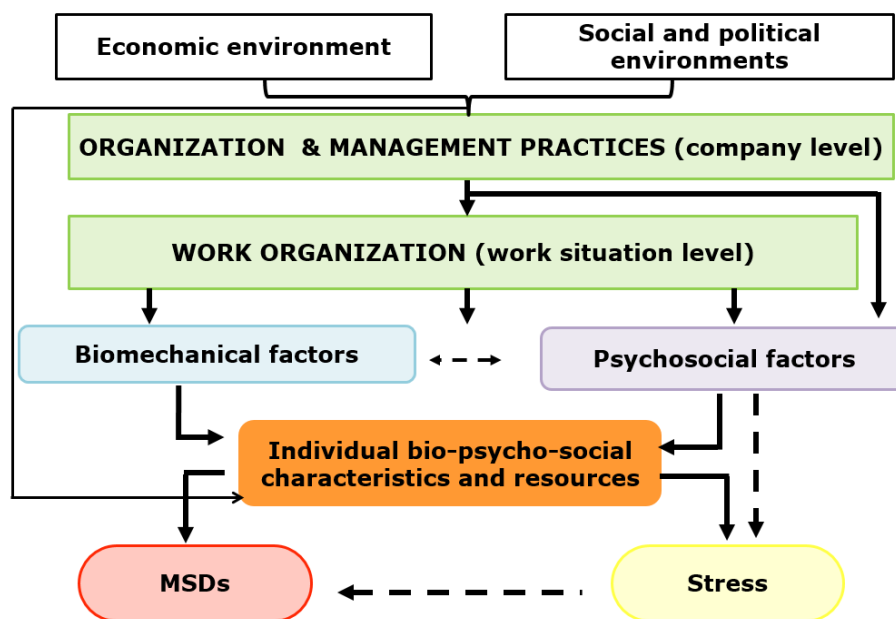 Economic environment
Social and political
environments
ORGANIZATION & MANAGEMENT PRACTICES (company level)
WORK ORGANIZATION (work situation level)
Biomechanical factors
Psychosocial factors
Individual bio-psycho-social
characteristics and resources
MSDs
Stress